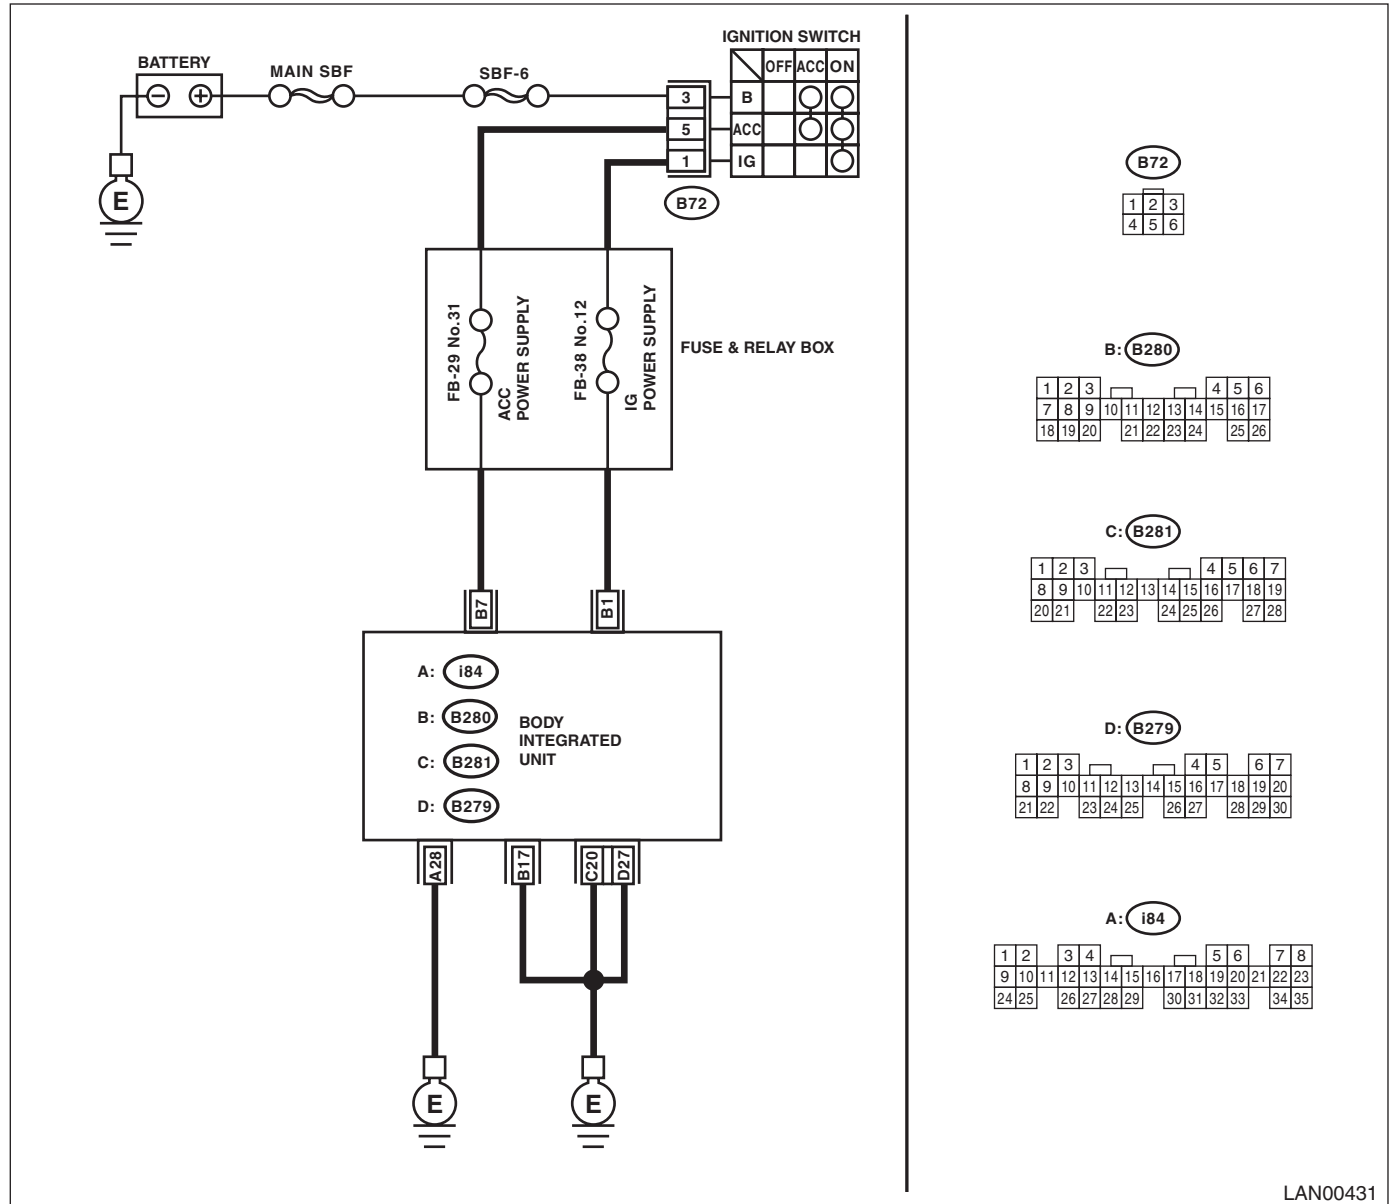 IGNITION SWITCH
BATTERY
MAIN SBF
SBF-6
OFF ACC ON
3 B
5 ACC
1 IG
B72
E
FB-29 No.31
ACC
POWER SUPPLY
FB-38 No.12
IG
POWER SUPPLY
FUSE & RELAY BOX
B7
B1
A: i84
B: B280
C: B281
D: B279
BODY
INTEGRATED
UNIT
A28
B17
C20
D27
E
E
B72
1 2 3
4 5 6
B: B280
1 2 3 4 5 6
7 8 9 10 11 12 13 14 15 16 17
18 19 20 21 22 23 24 25 26
C: B281
1 2 3 4 5 6 7
8 9 10 11 12 13 14 15 16 17 18 19
20 21 22 23 24 25 26 27 28
D: B279
1 2 3 4 5 6 7
8 9 10 11 12 13 14 15 16 17 18 19 20
21 22 23 24 25 26 27 28 29 30
A: i84
1 2 3 4 5 6 7 8
9 10 11 12 13 14 15 16 17 18 19 20 21 22 23
24 25 26 27 28 29 30 31 32 33 34 35
LAN00431